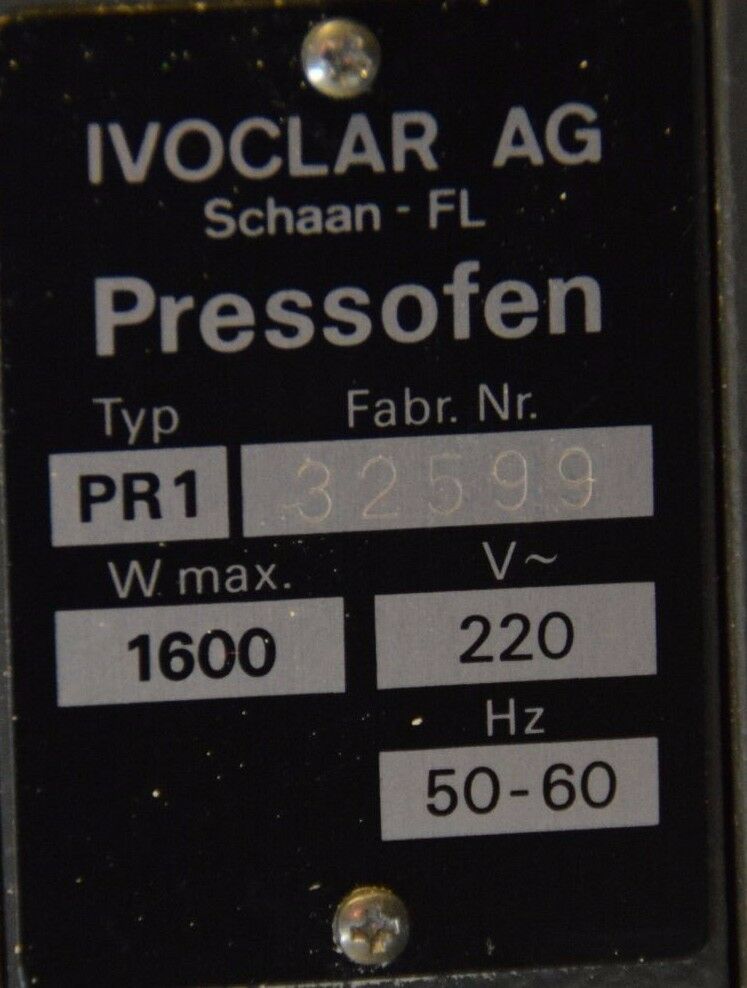 IVOCLAR AG
Schaan - FL
Pressofen
Typ Fabr. Nr.
PR1 32599
W max. V~
1600 220
Hz
50-60